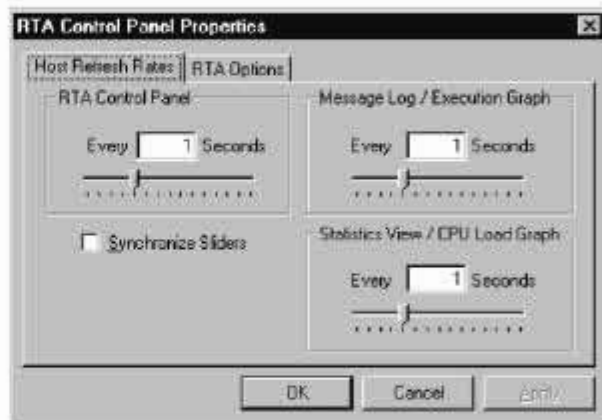 RTA Control Panel Properties
Host Refresh Rates
RTA Options
RTA Control Panel
Every 1 Seconds
Synchronize Sliders
Message Log / Execution Graph
Every 1 Seconds
Statistics View / CPU Load Graph
Every 1 Seconds
OK
Cancel
Apply